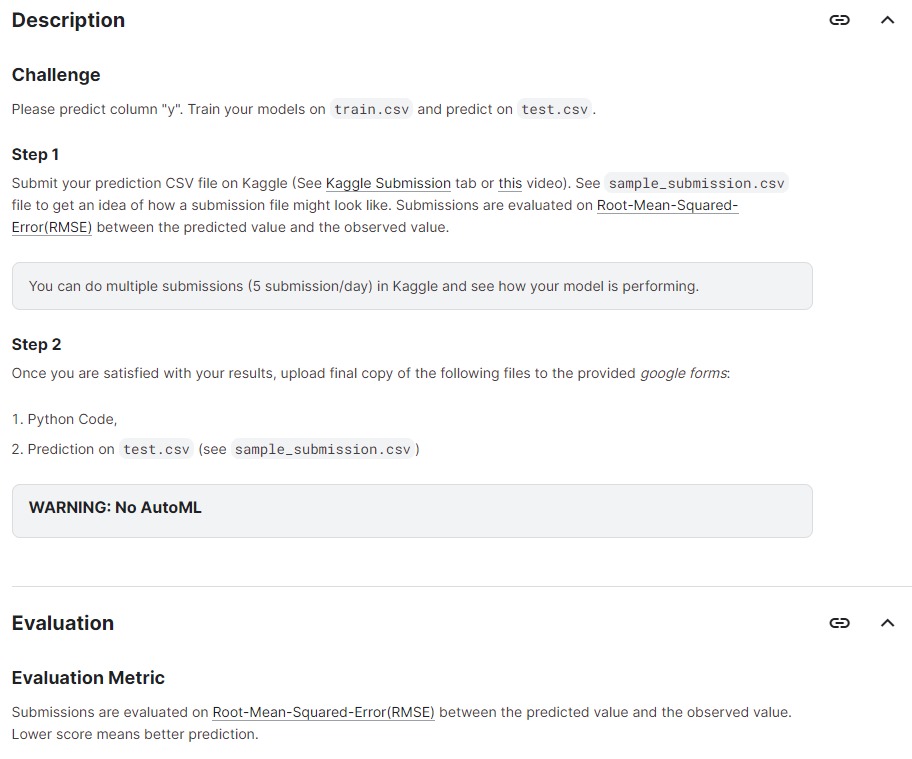 Description
Challenge
Please predict column "y". Train your models on train.csv and predict on test.csv.
Step 1
Submit your prediction CSV file on Kaggle (See Kaggle Submission tab or this video). See sample_submission.csv
file to get an idea of how a submission file might look like. Submissions are evaluated on Root-Mean-Squared-
Error(RMSE) between the predicted value and the observed value.
You can do multiple submissions (5 submission/day) in Kaggle and see how your model is performing.
Step 2
Once you are satisfied with your results, upload final copy of the following files to the provided google forms:
1. Python Code,
2. Prediction on test.csv (see sample_submission.csv)
WARNING: No AutoML
Evaluation
Evaluation Metric
Submissions are evaluated on Root-Mean-Squared-Error(RMSE) between the predicted value and the observed value.
Lower score means better prediction.